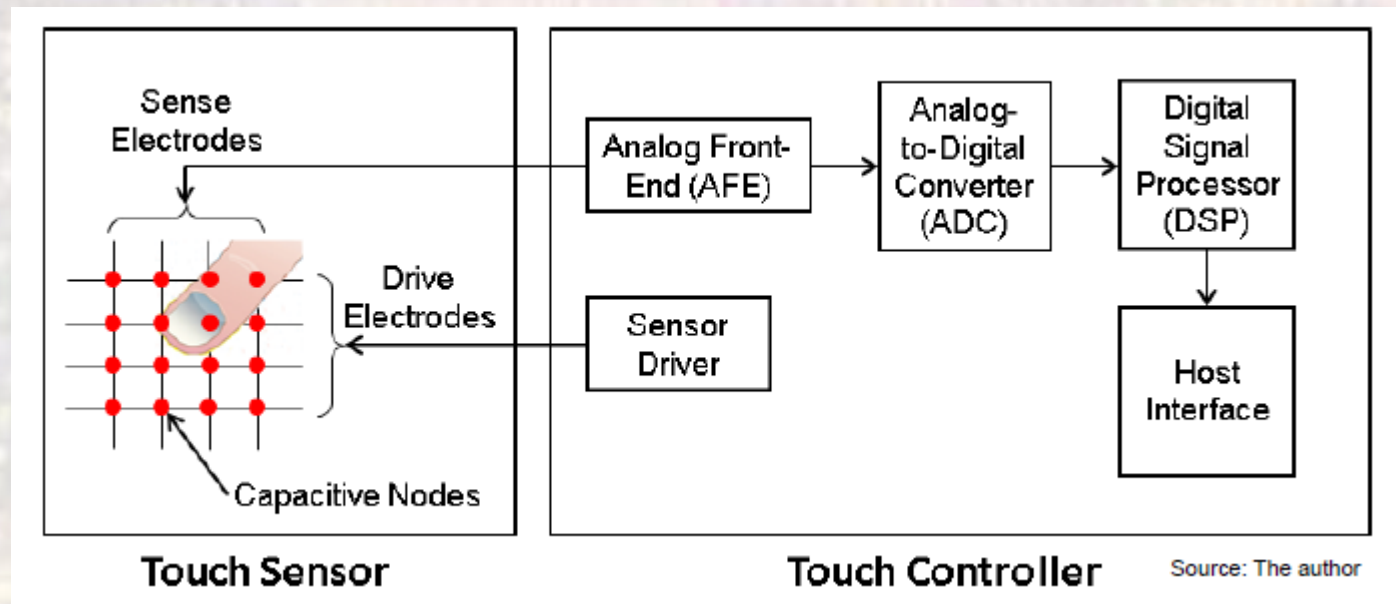 Sense
Electrodes
Drive
Electrodes
Capacitive Nodes
Touch Sensor
Analog Front-
End (AFE)
Analog-
to-Digital
Converter
(ADC)
Digital
Signal
Processor
(DSP)
Sensor
Driver
Host
Interface
Touch Controller
Source: The author